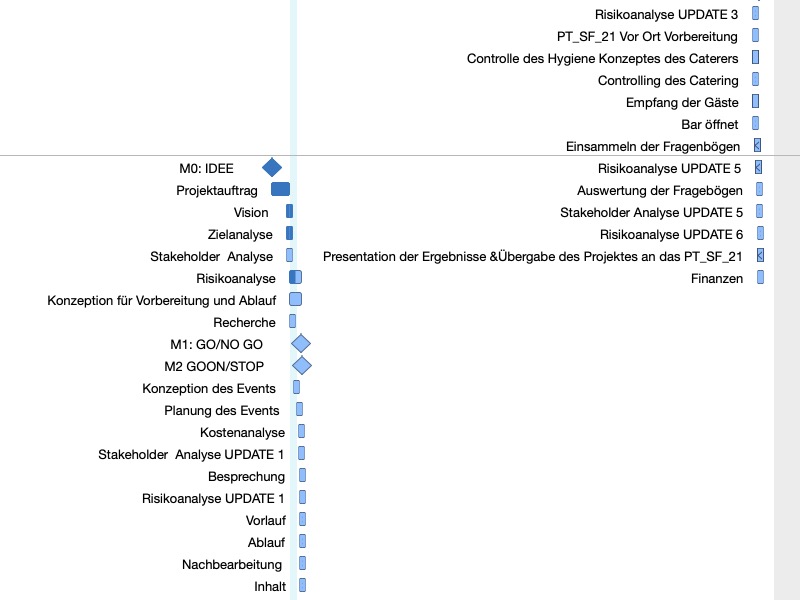 Risikoanalyse UPDATE 3
PT_SF_21 Vor Ort Vorbereitung
Controlle des Hygiene Konzeptes des Caterers
Controlling des Catering
Empfang der Gäste
Bar öffnet
Einsammeln der Fragenbögen
M0: IDEE
Risikoanalyse UPDATE 5
Projektauftrag
Auswertung der Fragebögen
Vision
Stakeholder Analyse UPDATE 5
Zielanalyse
Risikoanalyse UPDATE 6
Stakeholder  Analyse
Presentation der Ergebnisse &Übergabe des Projektes an das PT_SF_21
Risikoanalyse
Finanzen
Konzeption für Vorbereitung und Ablauf
Recherche
M1: GO/NO GO
M2 GOON/STOP
Konzeption des Events
Planung des Events
Kostenanalyse
Stakeholder  Analyse UPDATE 1
Besprechung
Risikoanalyse UPDATE 1
Vorlauf
Ablauf
Nachbearbeitung
Inhalt